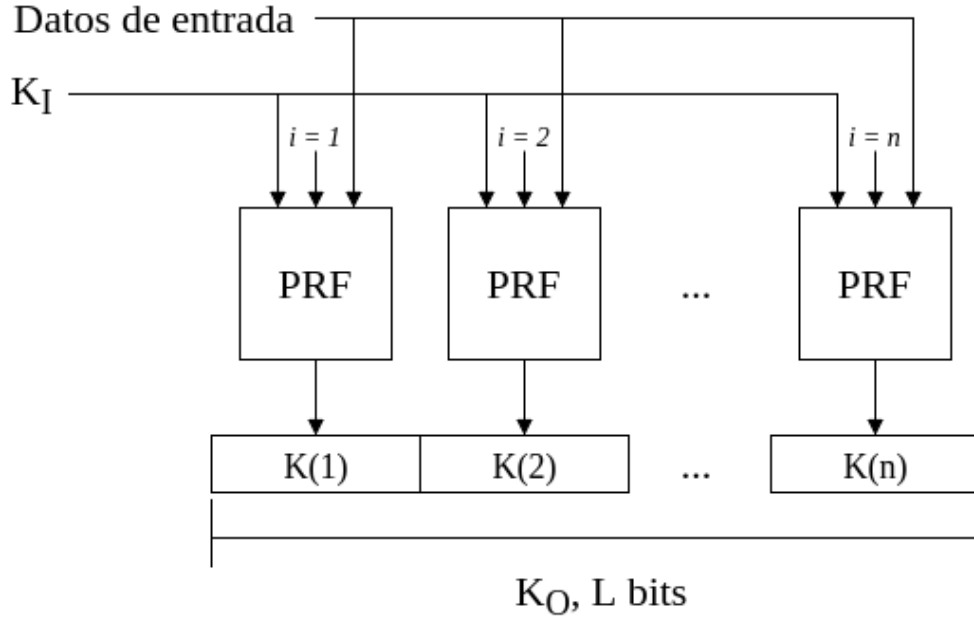 Datos de entrada
K_I
i = 1 i = 2 i = n
PRF PRF ... PRF
K(1) K(2) ... K(n)
K_O, L bits